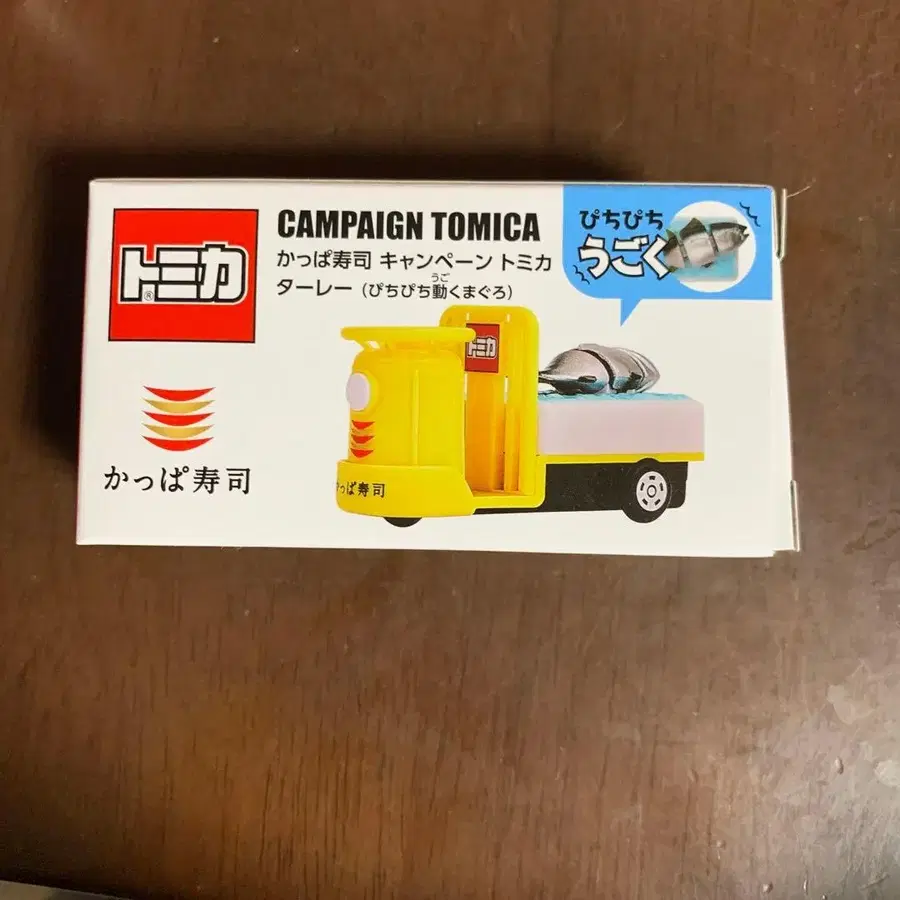 トミカ
®
CAMPAIGN TOMICA
かっぱ寿司 キャンペーン トミカ
うご
ターレー（ぴちぴち動くまぐろ）
ぴちぴち
うごく
トミカ
かっぱ寿司
かっぱ寿司